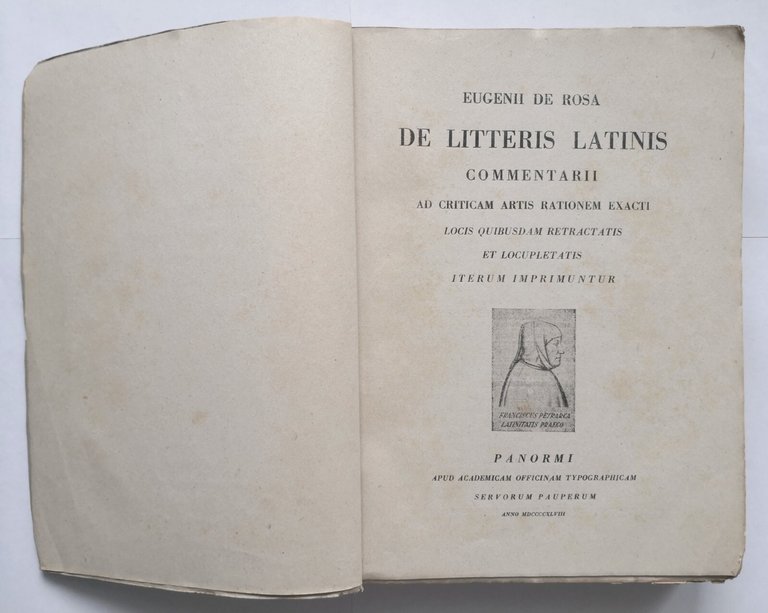 EUGENII DE ROSA
DE LITTERIS LATINIS
COMMENTARII
AD CRITICAM ARTIS RATIONEM EXACTI
LOCIS QUIBUSDAM RETRACTATIS
ET LOCUPLETATIS
ITERUM IMPRIMUNTUR
FRANCISCUS PETRARCA
LATINITATIS PRAECO
PANORMI
APUD ACADEMICAM OFFICINAM TYPOGRAPHICAM
SERVORUM PAUPERUM
ANNO MDCCCCXLVIII